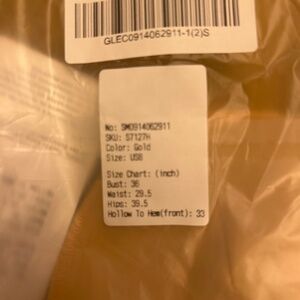 GLEC0914062911-1(2)S
No: SM0914062911
SKU: S7127H
Color: Gold
Size: US8
Size Chart: (inch)
Bust: 36
Waist: 29.5
Hips: 39.5
Hollow To Hem(front): 33